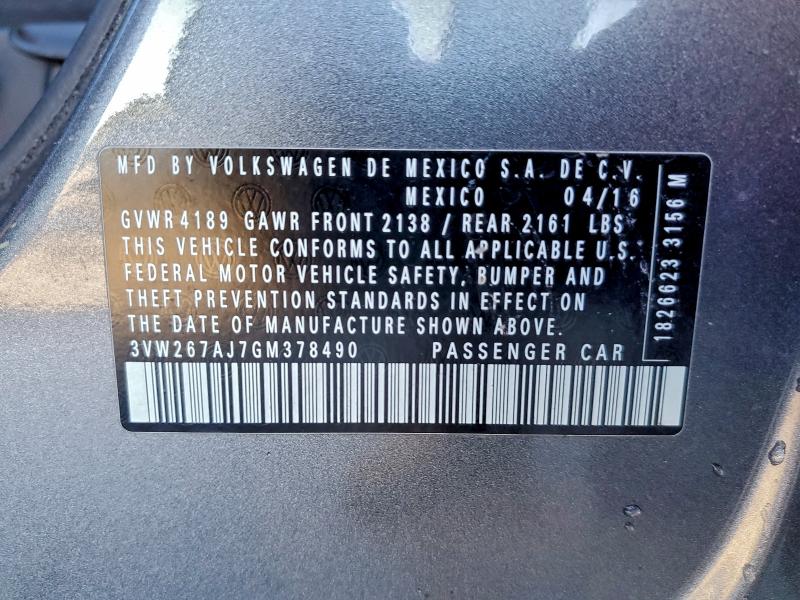 MFD BY VOLKSWAGEN DE MEXICO S.A. DE C.V.
MEXICO 04/16
GVWR 4189 GAWR FRONT 2138 / REAR 2161 LBS
THIS VEHICLE CONFORMS TO ALL APPLICABLE U.S.
FEDERAL MOTOR VEHICLE SAFETY, BUMPER AND
THEFT PREVENTION STANDARDS IN EFFECT ON
THE DATE OF MANUFACTURE SHOWN ABOVE.
3VW267AJ7GM378490 PASSENGER CAR
1826623 3156 M